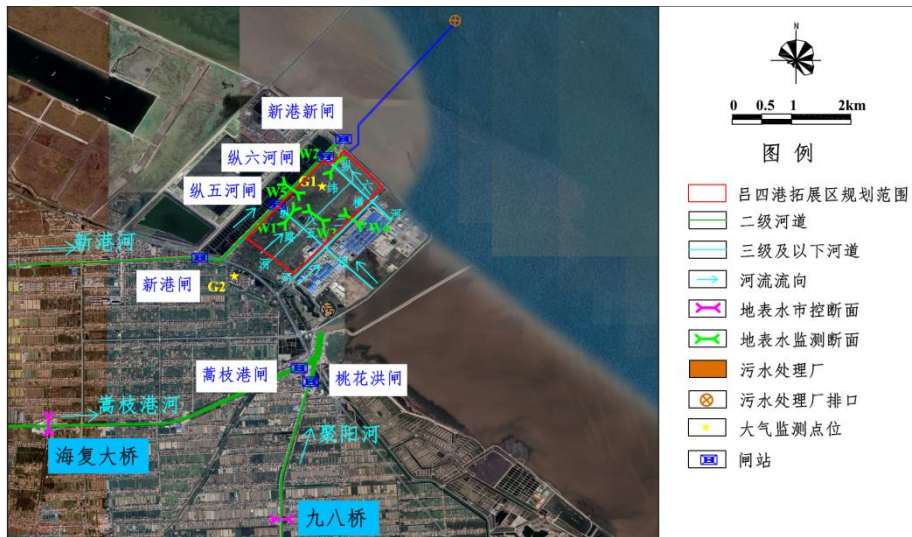 新港新闸
纵六河闸
W7
G1
纵五河闸
W5
W1
W4
新港河
新港闸
G2
蒿枝港闸
桃花洪闸
蒿枝港河
聚阳河
海复大桥
九八桥
N
0 0.5 1 2km
图 例
吕四港拓展区规划范围
二级河道
三级及以下河道
河流流向
地表水市控断面
地表水监测断面
污水处理厂
污水处理厂排口
大气监测点位
闸站